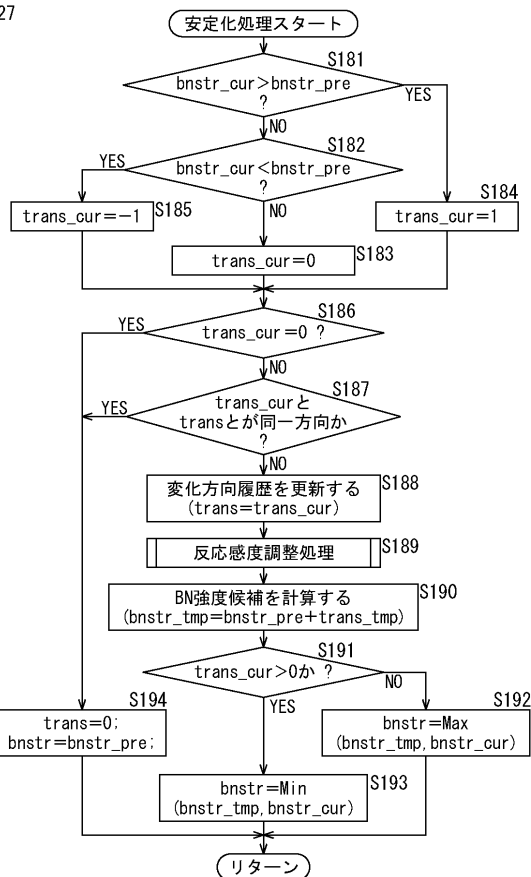 27
安定化処理スタート
S181
bnstr_cur>bnstr_pre
?
YES
NO
S182
YES
bnstr_cur<bnstr_pre
?
NO
S185
trans_cur=−1
S184
trans_cur=1
S183
trans_cur=0
S186
YES
trans_cur=0 ?
NO
S187
YES
trans_curと
transとが同一方向か
?
NO
S188
変化方向履歴を更新する
(trans=trans_cur)
S189
反応感度調整処理
S190
BN強度候補を計算する
(bnstr_tmp=bnstr_pre+trans_tmp)
S191
trans_cur>0か ?
NO
YES
S194
trans=0;
bnstr=bnstr_pre;
S192
bnstr=Max
(bnstr_tmp,bnstr_cur)
S193
bnstr=Min
(bnstr_tmp,bnstr_cur)
リターン